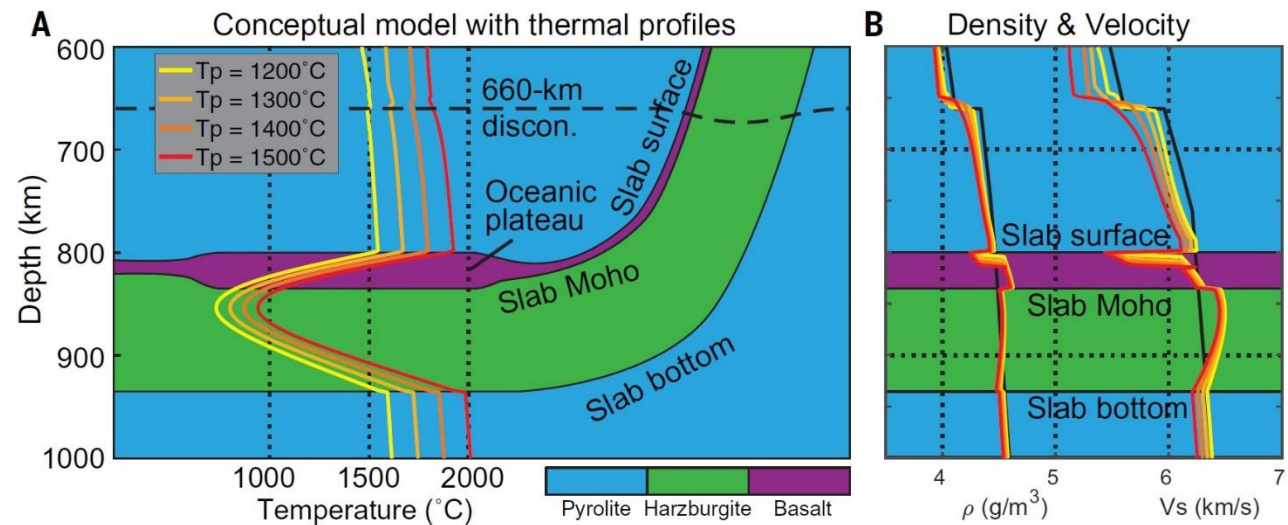 A
Conceptual model with thermal profiles
600
700
800
900
1000
Depth (km)
Tp = 1200°C
Tp = 1300°C
Tp = 1400°C
Tp = 1500°C
660-km
discon.
Slab surface
Oceanic
plateau
Slab Moho
Slab bottom
1000
1500
2000
Temperature (°C)
Pyrolite
Harzburgite
Basalt
B
Density & Velocity
Slab surface
Slab Moho
Slab bottom
4
5
6
7
ρ (g/m³)
Vs (km/s)